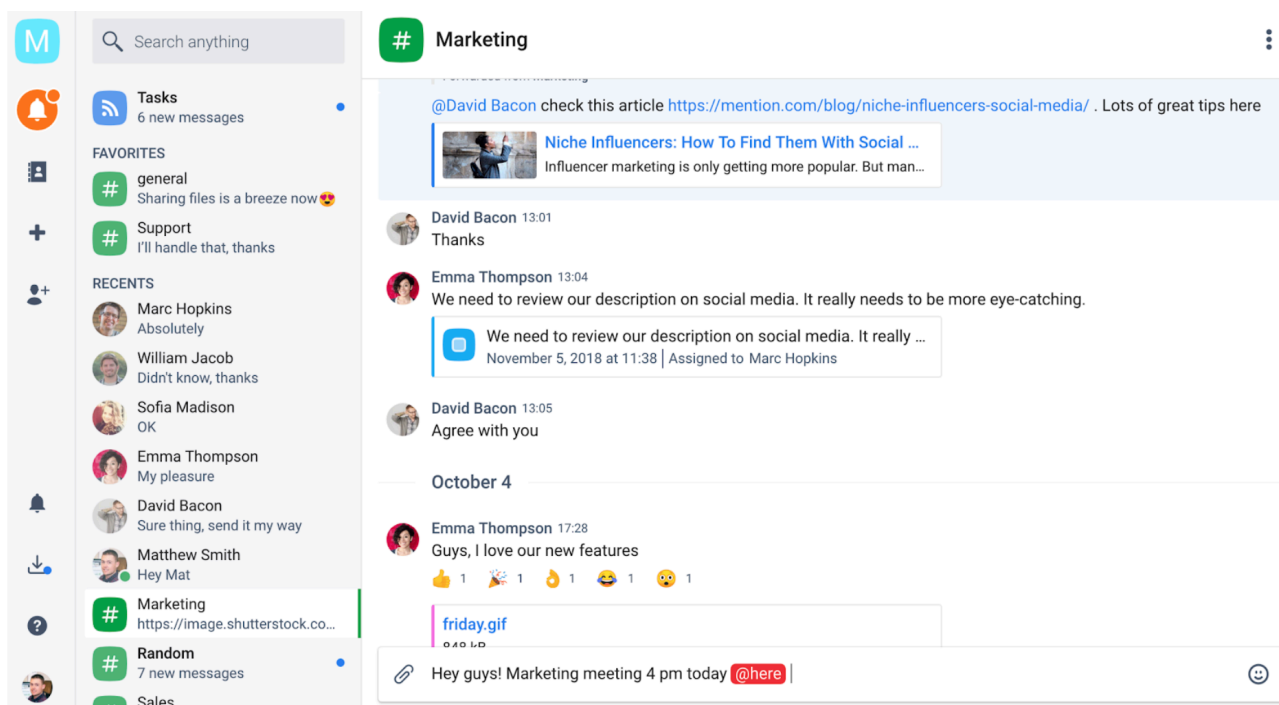 M
Search anything
Tasks
6 new messages
FAVORITES
#
general
Sharing files is a breeze now😍
#
Support
I'll handle that, thanks
RECENTS
Marc Hopkins
Absolutely
William Jacob
Didn't know, thanks
Sofia Madison
OK
Emma Thompson
My pleasure
David Bacon
Sure thing, send it my way
Matthew Smith
Hey Mat
#
Marketing
https://image.shutterstock.co...
#
Random
7 new messages
Sales
?
# Marketing
Forwarded from Marketing
@David Bacon check this article https://mention.com/blog/niche-influencers-social-media/ . Lots of great tips here
Niche Influencers: How To Find Them With Social ...
Influencer marketing is only getting more popular. But man...
David Bacon 13:01
Thanks
Emma Thompson 13:04
We need to review our description on social media. It really needs to be more eye-catching.
We need to review our description on social media. It really ...
November 5, 2018 at 11:38 | Assigned to Marc Hopkins
David Bacon 13:05
Agree with you
October 4
Emma Thompson 17:28
Guys, I love our new features
👍 1 🎉 1 👌 1 😂 1 😲 1
friday.gif
848 kB
Hey guys! Marketing meeting 4 pm today @here